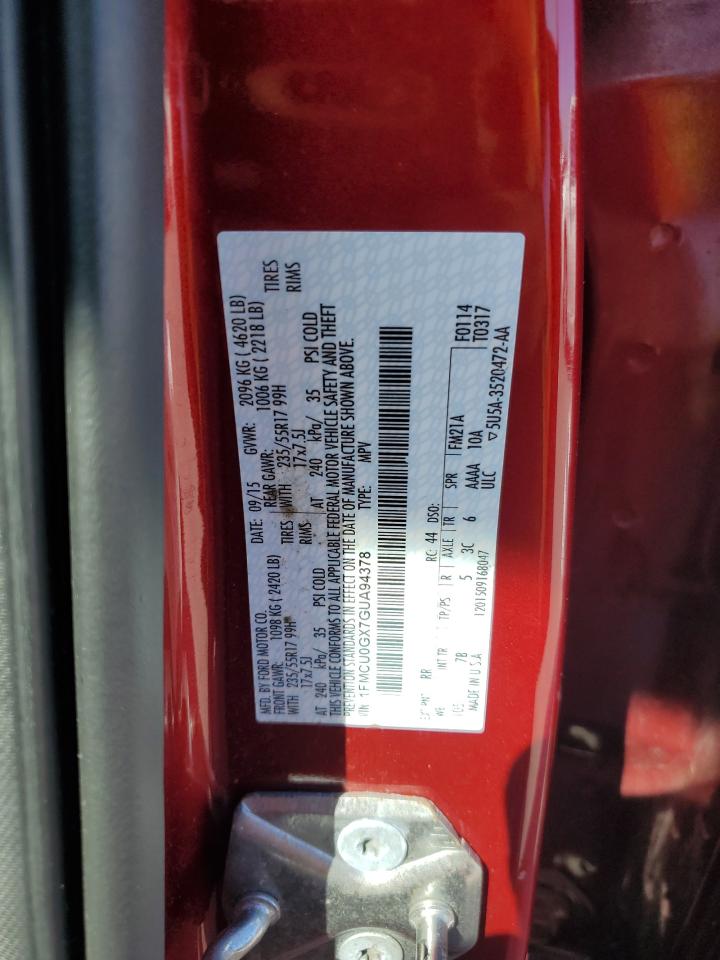 MFD. BY FORD MOTOR CO.
DATE: 09/15 GVWR: 2096 KG ( 4620 LB)
FRONT GAWR: 1098 KG ( 2420 LB) REAR GAWR: 1006 KG ( 2218 LB)
WITH 235/55R17 99H TIRES WITH 235/55R17 99H TIRES
17x7.5J RIMS 17x7.5J RIMS
AT 240 kPa/ 35 PSI COLD AT 240 kPa/ 35 PSI COLD
THIS VEHICLE CONFORMS TO ALL APPLICABLE FEDERAL MOTOR VEHICLE SAFETY AND THEFT
PREVENTION STANDARDS IN EFFECT ON THE DATE OF MANUFACTURE SHOWN ABOVE.
VIN: 1FMCU0GX7GUA94378 TYPE: MPV
EXT PNT: RR RC: 44 DSO: F0114
WB INT TR TP/PS R AXLE TR SPR FM21A T0317
7B 5 3C 6 AAAA 10A
MADE IN U.S.A. 1201509168047 ULC ▽5U5A-3520472-AA